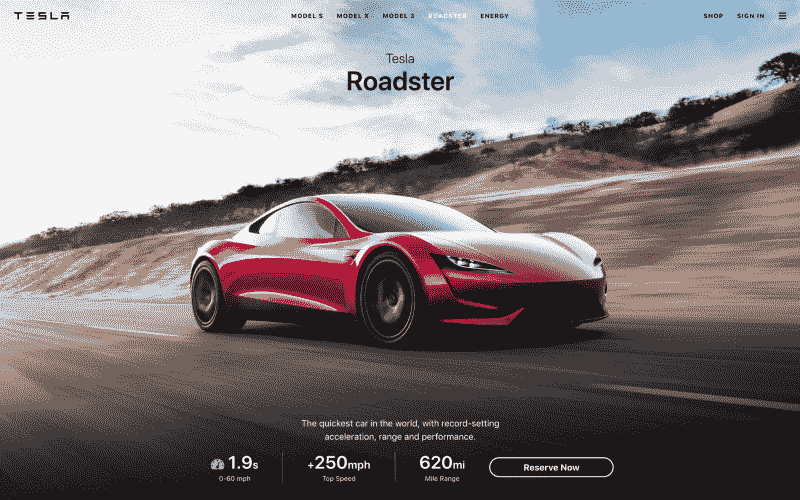 TESLA
MODEL S MODEL X MODEL 3 ROADSTER ENERGY
SHOP SIGN IN
Tesla
Roadster
The quickest car in the world, with record-setting
acceleration, range and performance.
1.9s
0-60 mph
+250mph
Top Speed
620mi
Mile Range
Reserve Now